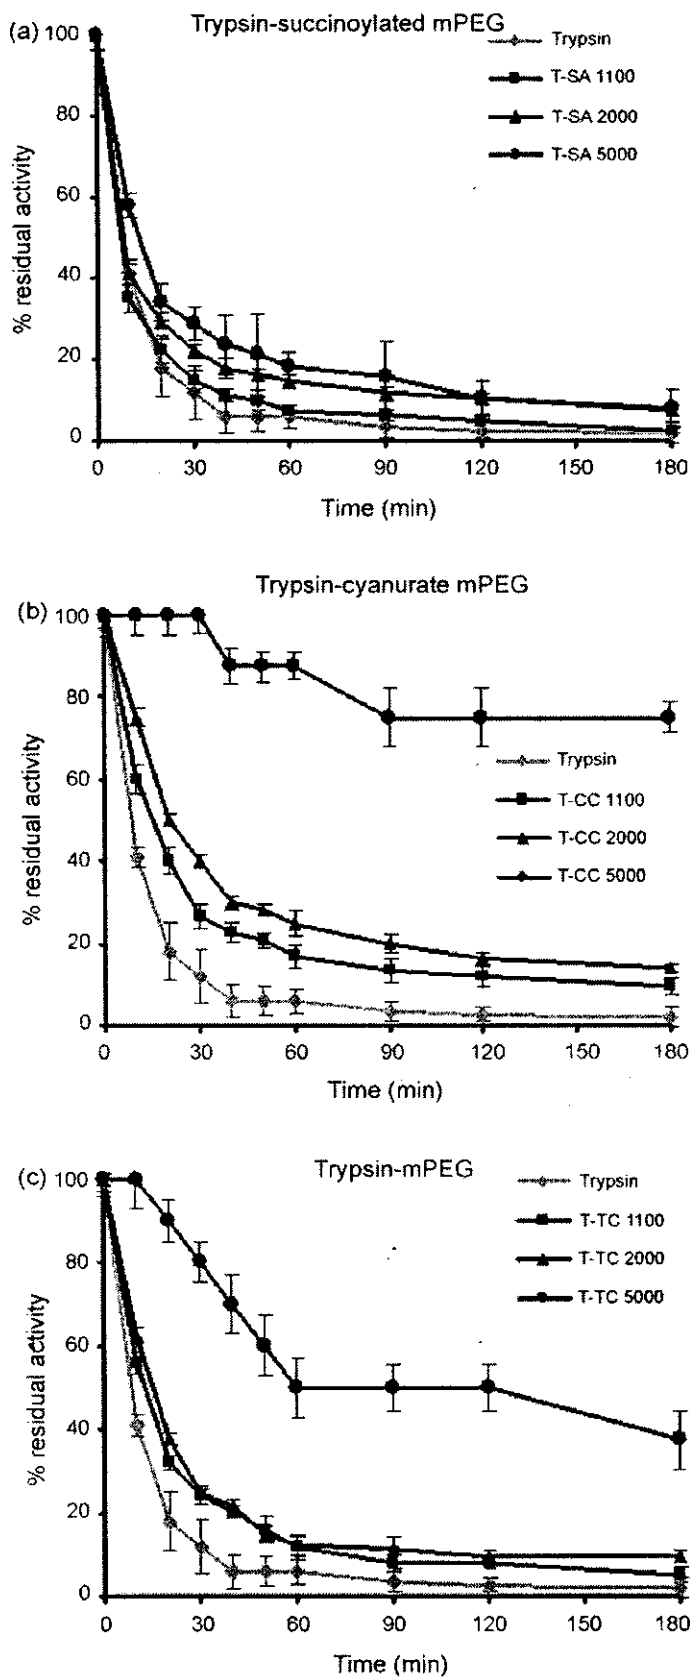 (a)
Trypsin-succinoylated mPEG
Trypsin
T-SA 1100
T-SA 2000
T-SA 5000
% residual activity
100
80
60
40
20
0
0 30 60 90 120 150 180
Time (min)
(b)
Trypsin-cyanurate mPEG
Trypsin
T-CC 1100
T-CC 2000
T-CC 5000
% residual activity
100
80
60
40
20
0
0 30 60 90 120 150 180
Time (min)
(c)
Trypsin-mPEG
Trypsin
T-TC 1100
T-TC 2000
T-TC 5000
% residual activity
100
80
60
40
20
0
0 30 60 90 120 150 180
Time (min)